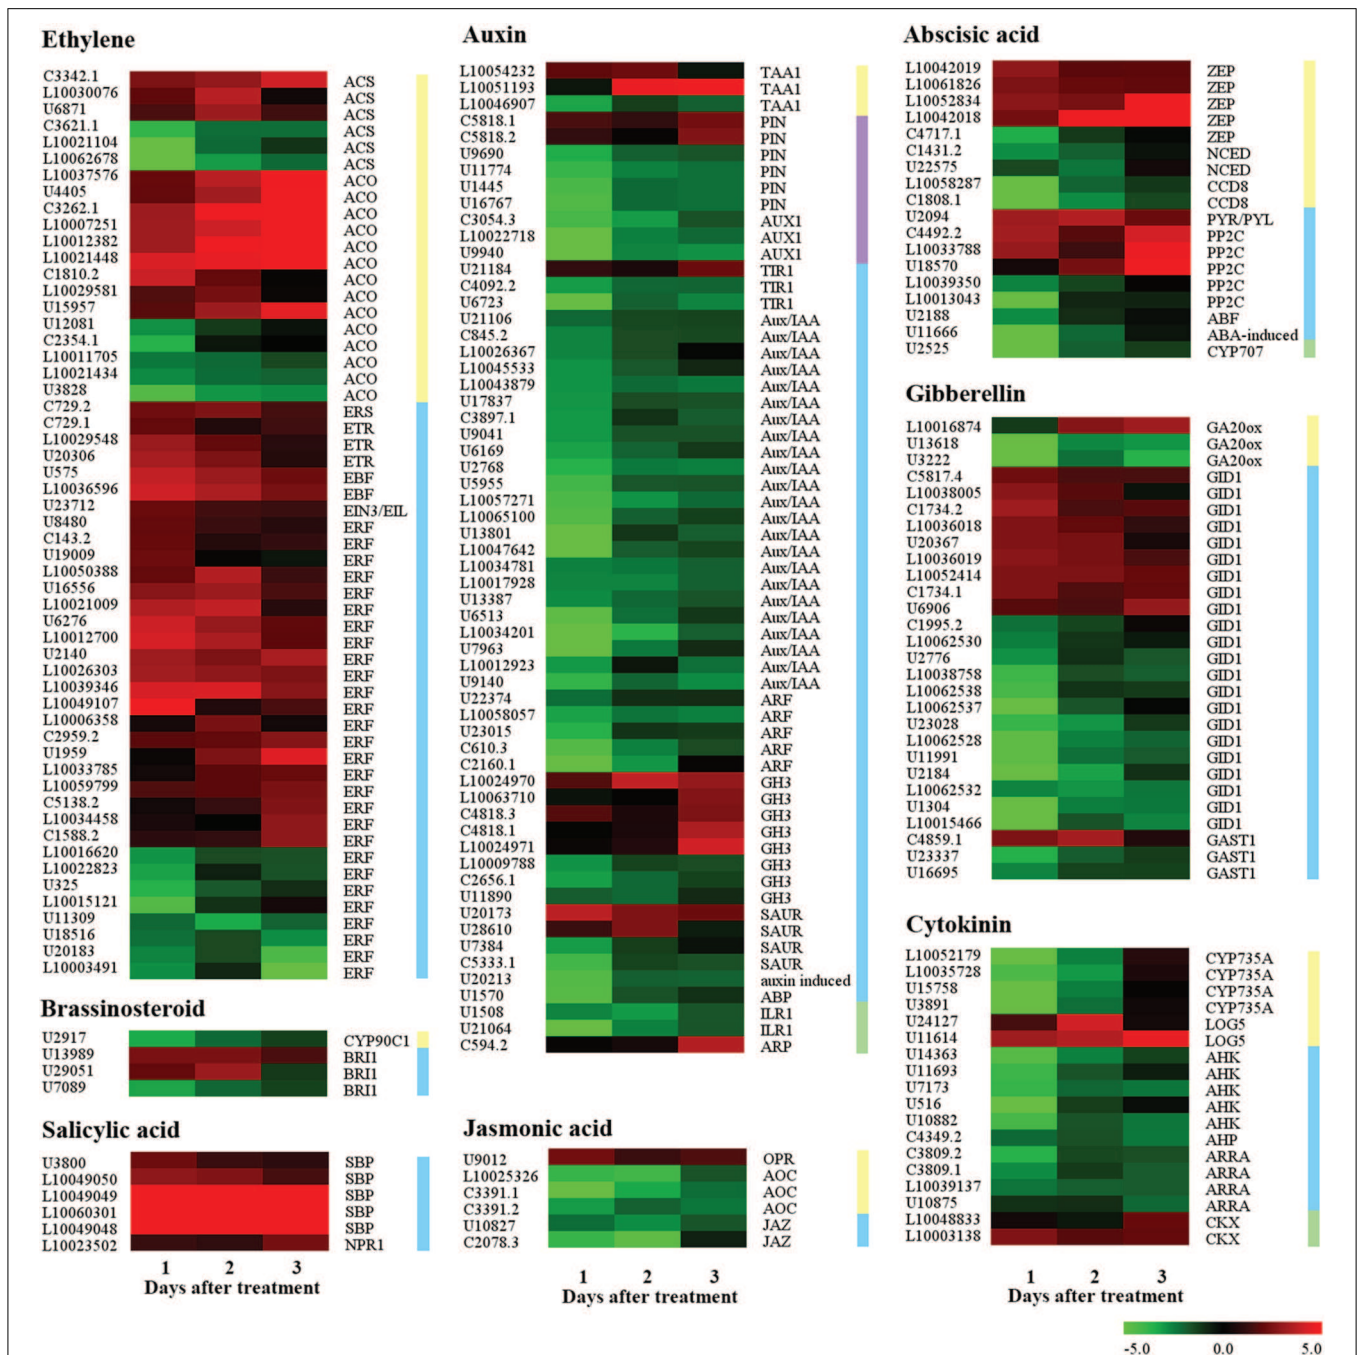 Ethylene
C3342.1 ACS
L10030076 ACS
U6871 ACS
C3621.1 ACS
L10021104 ACS
L10062678 ACS
L10037576 ACO
U4405 ACO
C3262.1 ACO
L10007251 ACO
L10012382 ACO
L10021448 ACO
C1810.2 ACO
L10029581 ACO
U15957 ACO
U12081 ACO
C2354.1 ACO
L10011705 ACO
L10021434 ACO
U3828 ACO
C729.2 ERS
C729.1 ETR
L10029548 ETR
U20306 ETR
U575 EBF
L10036596 EBF
U23712 EIN3/EIL
U8480 ERF
C143.2 ERF
U19009 ERF
L10050388 ERF
U16556 ERF
L10021009 ERF
U6276 ERF
L10012700 ERF
U2140 ERF
L10026303 ERF
L10039346 ERF
L10049107 ERF
L10006358 ERF
C2959.2 ERF
U1959 ERF
L10033785 ERF
L10059799 ERF
C5138.2 ERF
L10034458 ERF
C1588.2 ERF
L10016620 ERF
L10022823 ERF
U325 ERF
L10015121 ERF
U11309 ERF
U18516 ERF
U20183 ERF
L10003491 ERF
Brassinosteroid
U2917 CYP90C1
U13989 BRI1
U29051 BRI1
U7089 BRI1
Salicylic acid
U3800 SBP
L10049050 SBP
L10049049 SBP
L10060301 SBP
L10049048 SBP
L10023502 NPR1
1 2 3
Days after treatment
Auxin
L10054232 TAA1
L10051193 TAA1
L10046907 TAA1
C5818.1 PIN
C5818.2 PIN
U9690 PIN
U11774 PIN
U1445 PIN
U16767 PIN
C3054.3 AUX1
L10022718 AUX1
U9940 AUX1
U21184 TIR1
C4092.2 TIR1
U6723 TIR1
U21106 Aux/IAA
C845.2 Aux/IAA
L10026367 Aux/IAA
L10045533 Aux/IAA
L10043879 Aux/IAA
U17837 Aux/IAA
C3897.1 Aux/IAA
U9041 Aux/IAA
U6169 Aux/IAA
U2768 Aux/IAA
U5955 Aux/IAA
L10057271 Aux/IAA
L10065100 Aux/IAA
U13801 Aux/IAA
L10047642 Aux/IAA
L10034781 Aux/IAA
L10017928 Aux/IAA
U13387 Aux/IAA
U6513 Aux/IAA
L10034201 Aux/IAA
U7963 Aux/IAA
L10012923 Aux/IAA
U9140 Aux/IAA
U22374 ARF
L10058057 ARF
U23015 ARF
C610.3 ARF
C2160.1 ARF
L10024970 GH3
L10063710 GH3
C4818.3 GH3
C4818.1 GH3
L10024971 GH3
L10009788 GH3
C2656.1 GH3
U11890 GH3
U20173 SAUR
U28610 SAUR
U7384 SAUR
C5333.1 SAUR
U20213 auxin induced
U1570 ABP
U1508 ILR1
U21064 ILR1
C594.2 ARP
Jasmonic acid
U9012 OPR
L10025326 AOC
C3391.1 AOC
C3391.2 AOC
U10827 JAZ
C2078.3 JAZ
1 2 3
Days after treatment
Abscisic acid
L10042019 ZEP
L10061826 ZEP
L10052834 ZEP
L10042018 ZEP
C4717.1 ZEP
C1431.2 NCED
U22575 NCED
L10058287 CCD8
C1808.1 CCD8
U2094 PYR/PYL
C4492.2 PP2C
L10033788 PP2C
U18570 PP2C
L10039350 PP2C
L10013043 PP2C
U2188 ABF
U11666 ABA-induced
U2525 CYP707
Gibberellin
L10016874 GA20ox
U13618 GA20ox
U3222 GA20ox
C5817.4 GID1
L10038005 GID1
C1734.2 GID1
L10036018 GID1
U20367 GID1
L10036019 GID1
L10052414 GID1
C1734.1 GID1
U6906 GID1
C1995.2 GID1
L10062530 GID1
U2776 GID1
L10038758 GID1
L10062538 GID1
L10062537 GID1
U23028 GID1
L10062528 GID1
U11991 GID1
U2184 GID1
L10062532 GID1
U1304 GID1
L10015466 GID1
C4859.1 GAST1
U23337 GAST1
U16695 GAST1
Cytokinin
L10052179 CYP735A
L10035728 CYP735A
U15758 CYP735A
U3891 CYP735A
U24127 LOG5
U11614 LOG5
U14363 AHK
U11693 AHK
U7173 AHK
U516 AHK
U10882 AHK
C4349.2 AHP
C3809.2 ARRA
C3809.1 ARRA
L10039137 ARRA
U10875 ARRA
L10048833 CKX
L10003138 CKX
1 2 3
Days after treatment
-5.0 0.0 5.0